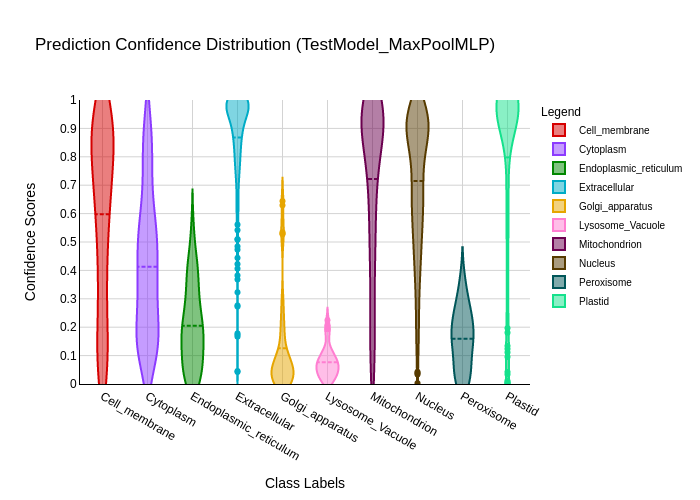 Prediction Confidence Distribution (TestModel_MaxPoolMLP)
Legend
Cell_membrane
Cytoplasm
Endoplasmic_reticulum
Extracellular
Golgi_apparatus
Lysosome_Vacuole
Mitochondrion
Nucleus
Peroxisome
Plastid
Confidence Scores
1
0.9
0.8
0.7
0.6
0.5
0.4
0.3
0.2
0.1
0
Cell_membrane
Cytoplasm
Endoplasmic_reticulum
Extracellular
Golgi_apparatus
Lysosome_Vacuole
Mitochondrion
Nucleus
Peroxisome
Plastid
Class Labels